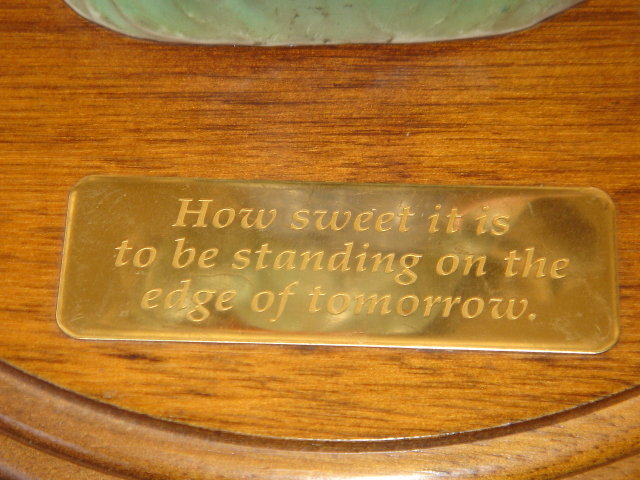 How sweet it is
to be standing on the
edge of tomorrow.